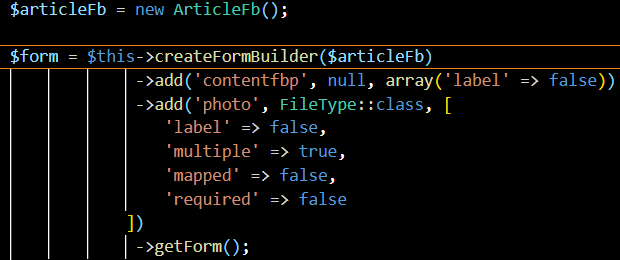 $articleFb = new ArticleFb();
$form = $this->createFormBuilder($articleFb)
->add('contentfbp', null, array('label' => false))
->add('photo', FileType::class, [
'label' => false,
'multiple' => true,
'mapped' => false,
'required' => false
])
->getForm();